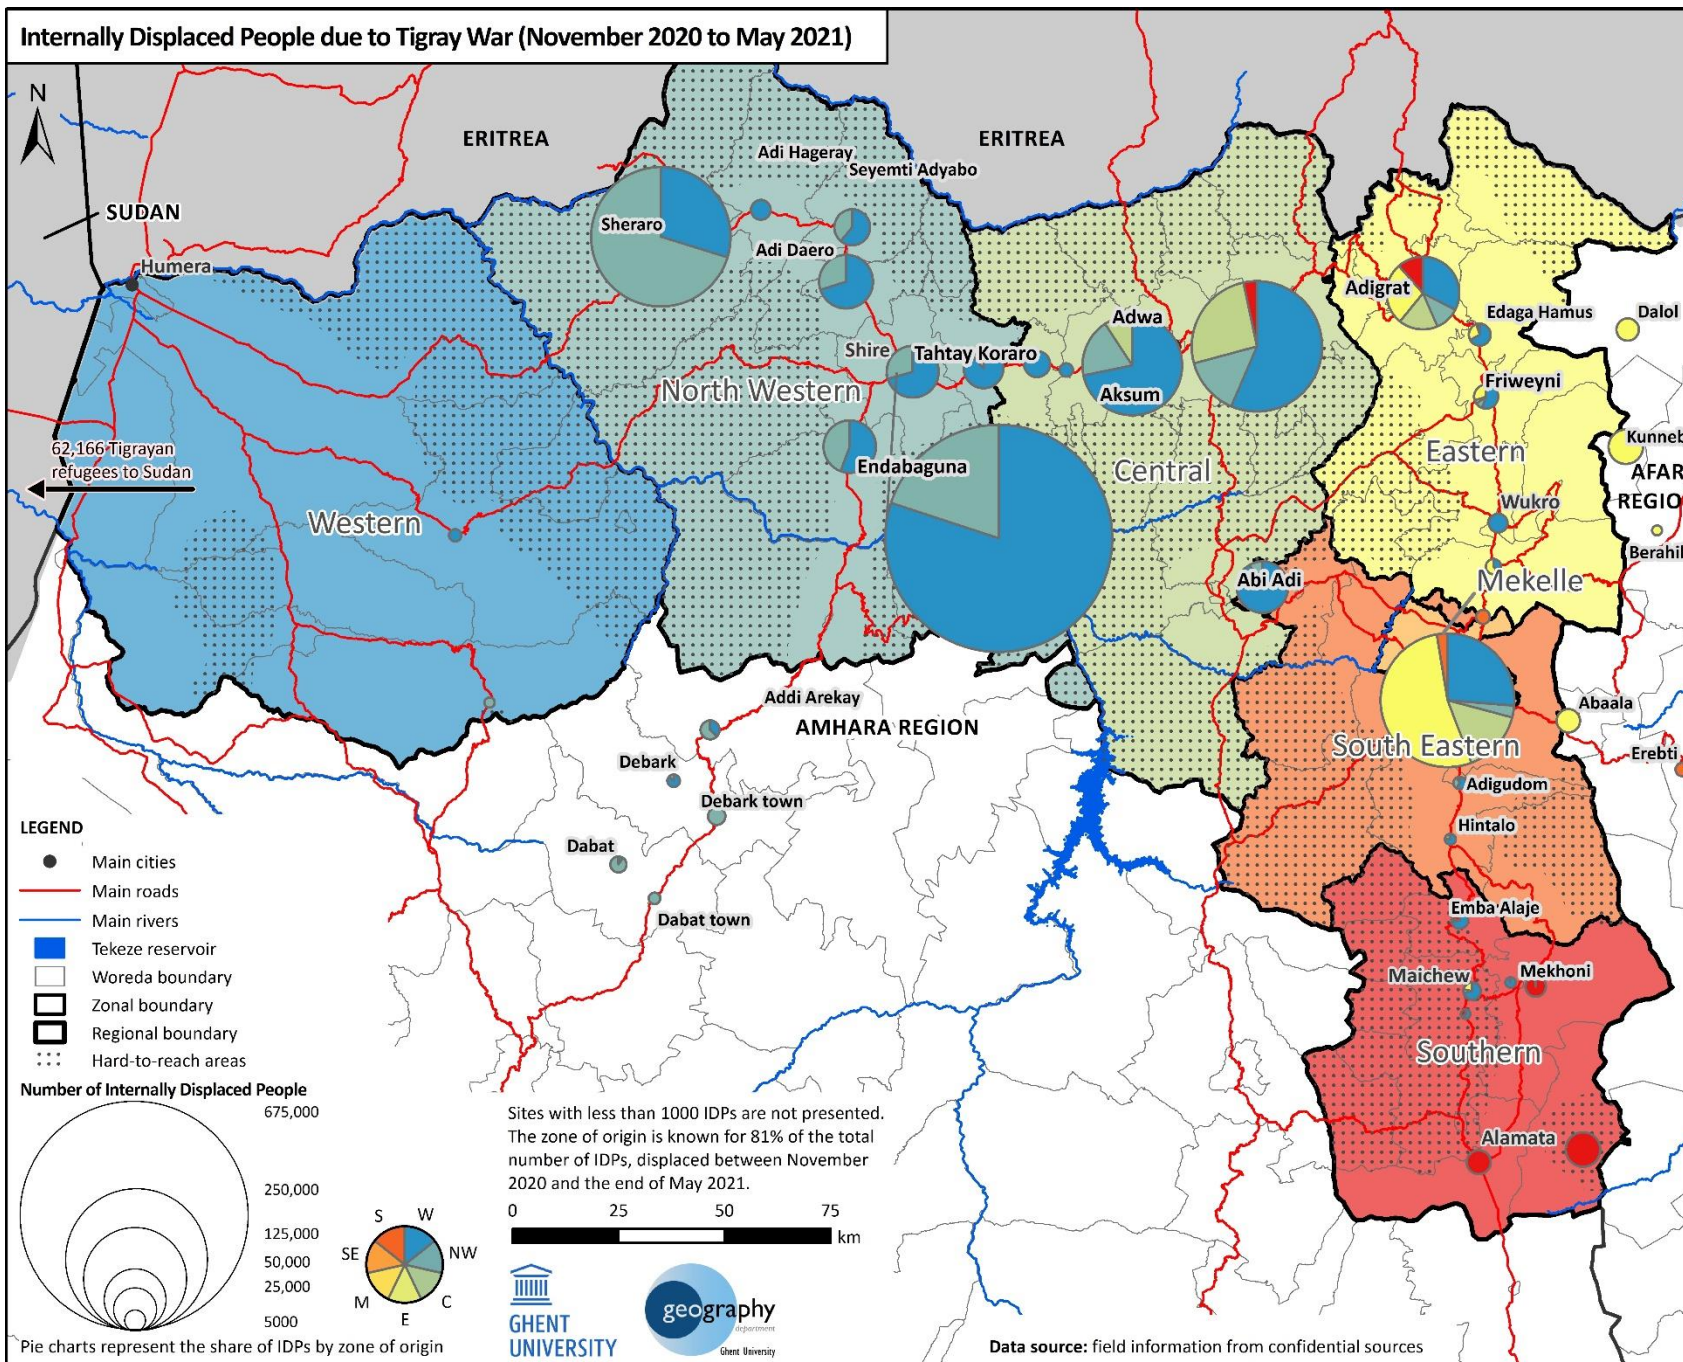 Internally Displaced People due to Tigray War (November 2020 to May 2021)
N
ERITREA
ERITREA
SUDAN
Humera
Adi Hageray
Seyemti Adyabo
Sheraro
Adi Daero
Adigrat
Edaga Hamus
Dalol
Adwa
Shire
Tahtay Koraro
Aksum
Friweyni
North Western
Kunneb
Eastern
AFAR
REGIO
62,166 Tigrayan
refugees to Sudan
Endabaguna
Central
Western
Wukro
Berahil
Abi Adi
Mekelle
Addi Arekay
AMHARA REGION
Abaala
South Eastern
Erebti
Debark
Adigudom
Debark town
Hintalo
Dabat
Dabat town
Emba Alaje
Maichew
Mekhoni
Southern
Alamata
LEGEND
Main cities
Main roads
Main rivers
Tekeze reservoir
Woreda boundary
Zonal boundary
Regional boundary
Hard-to-reach areas
Number of Internally Displaced People
675,000
250,000
125,000
50,000
25,000
5000
S
W
SE
NW
M
C
E
Pie charts represent the share of IDPs by zone of origin
Sites with less than 1000 IDPs are not presented.
The zone of origin is known for 81% of the total
number of IDPs, displaced between November
2020 and the end of May 2021.
0 25 50 75
km
GHENT
UNIVERSITY
geography
department
Ghent University
Data source: field information from confidential sources